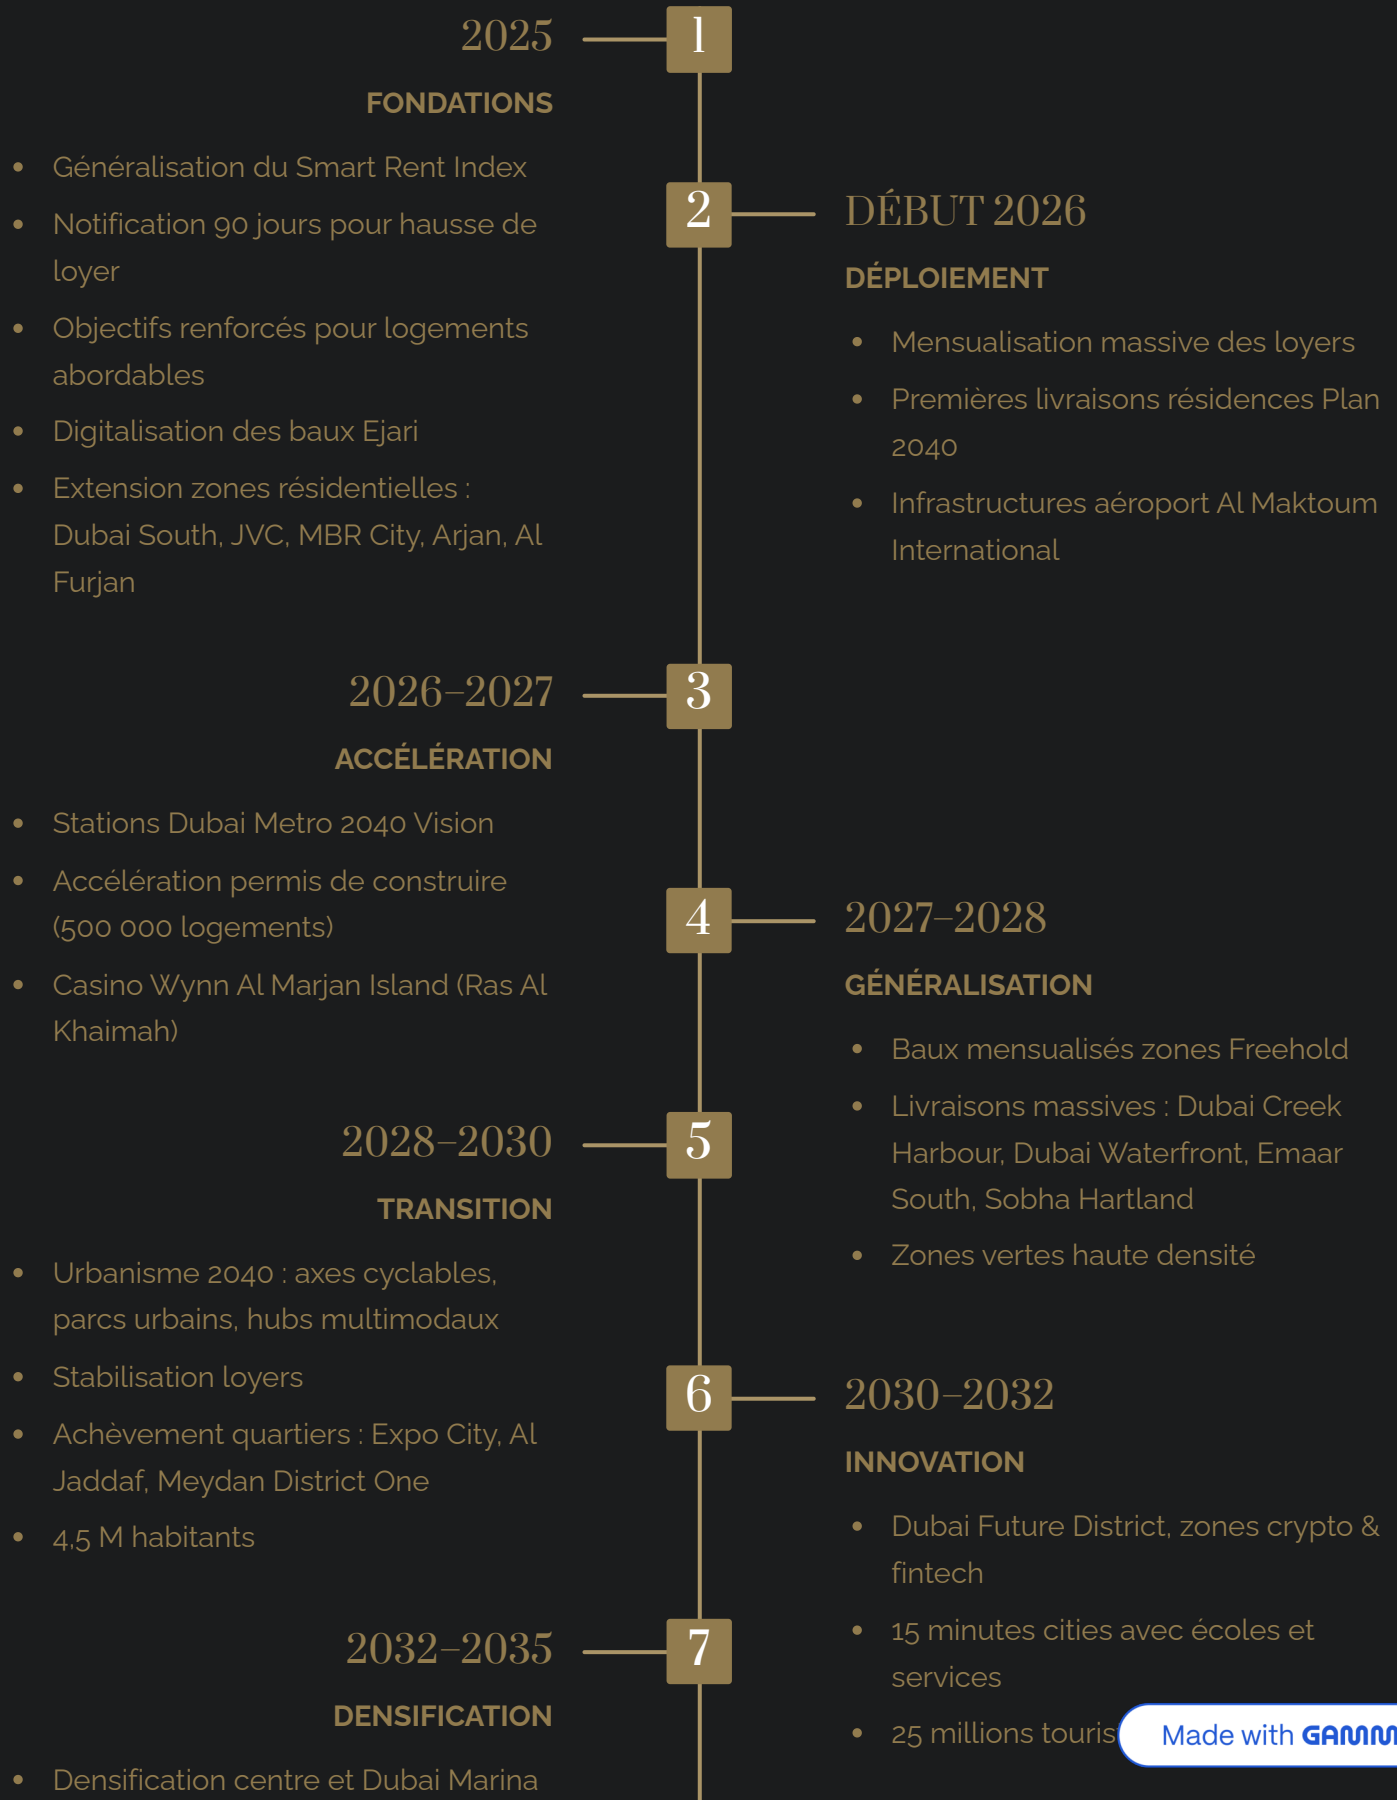 1
2025
FONDATIONS
• Généralisation du Smart Rent Index
• Notification 90 jours pour hausse de
loyer
• Objectifs renforcés pour logements
abordables
• Digitalisation des baux Ejari
• Extension zones résidentielles :
Dubai South, JVC, MBR City, Arjan, Al
Furjan
2
DÉBUT 2026
DÉPLOIEMENT
• Mensualisation massive des loyers
• Premières livraisons résidences Plan
2040
• Infrastructures aéroport Al Maktoum
International
3
2026–2027
ACCÉLÉRATION
• Stations Dubai Metro 2040 Vision
• Accélération permis de construire
(500 000 logements)
• Casino Wynn Al Marjan Island (Ras Al
Khaimah)
4
2027–2028
GÉNÉRALISATION
• Baux mensualisés zones Freehold
• Livraisons massives : Dubai Creek
Harbour, Dubai Waterfront, Emaar
South, Sobha Hartland
• Zones vertes haute densité
5
2028–2030
TRANSITION
• Urbanisme 2040 : axes cyclables,
parcs urbains, hubs multimodaux
• Stabilisation loyers
• Achèvement quartiers : Expo City, Al
Jaddaf, Meydan District One
• 4,5 M habitants
6
2030–2032
INNOVATION
• Dubai Future District, zones crypto &
fintech
• 15 minutes cities avec écoles et
services
• 25 millions
7
2032–2035
DENSIFICATION
• Densification centre et Dubai Marina
Made with